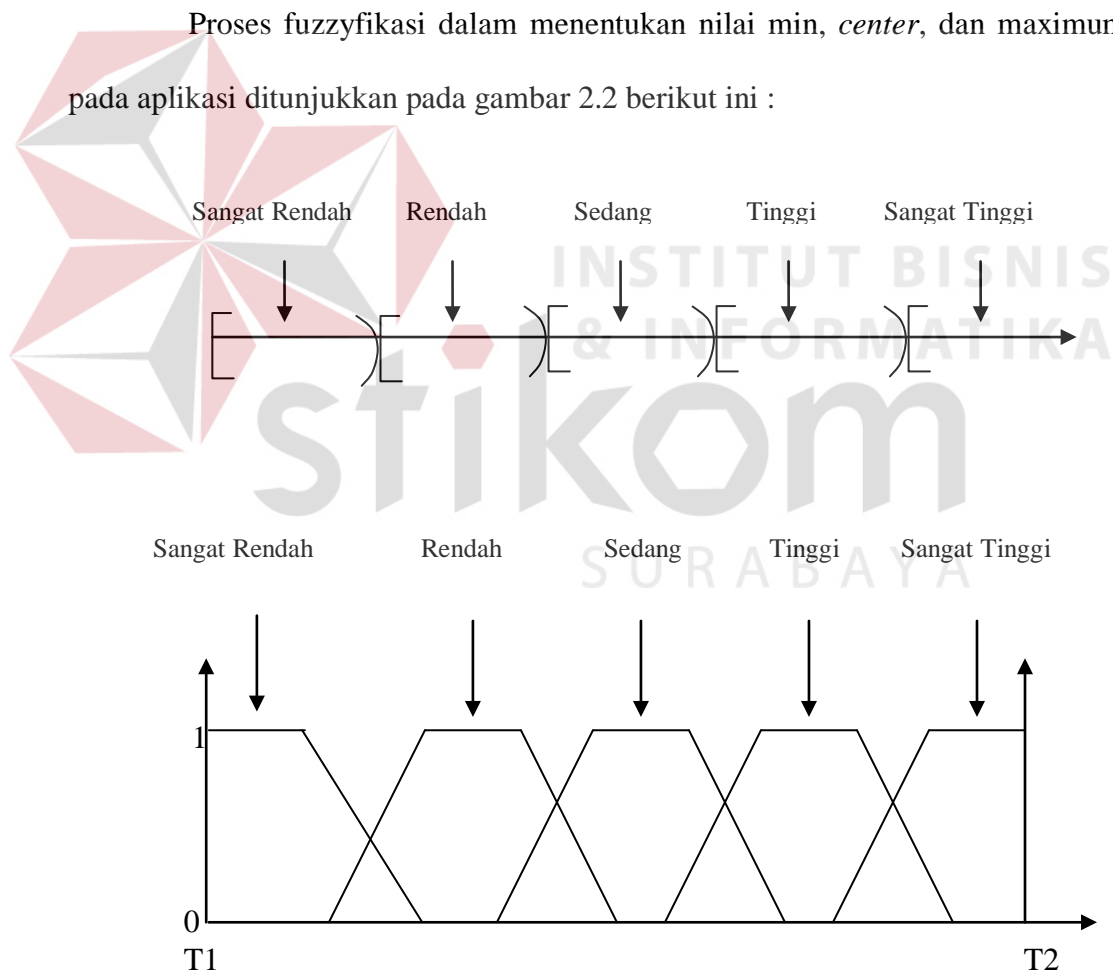 Proses fuzzyfikasi dalam menentukan nilai min, center, dan maximun
pada aplikasi ditunjukkan pada gambar 2.2 berikut ini :
Sangat Rendah Rendah Sedang Tinggi Sangat Tinggi
INSTITUT BISNIS
& INFORMATIKA
stikom
SURABAYA
Sangat Rendah Rendah Sedang Tinggi Sangat Tinggi
1
0
T1 T2